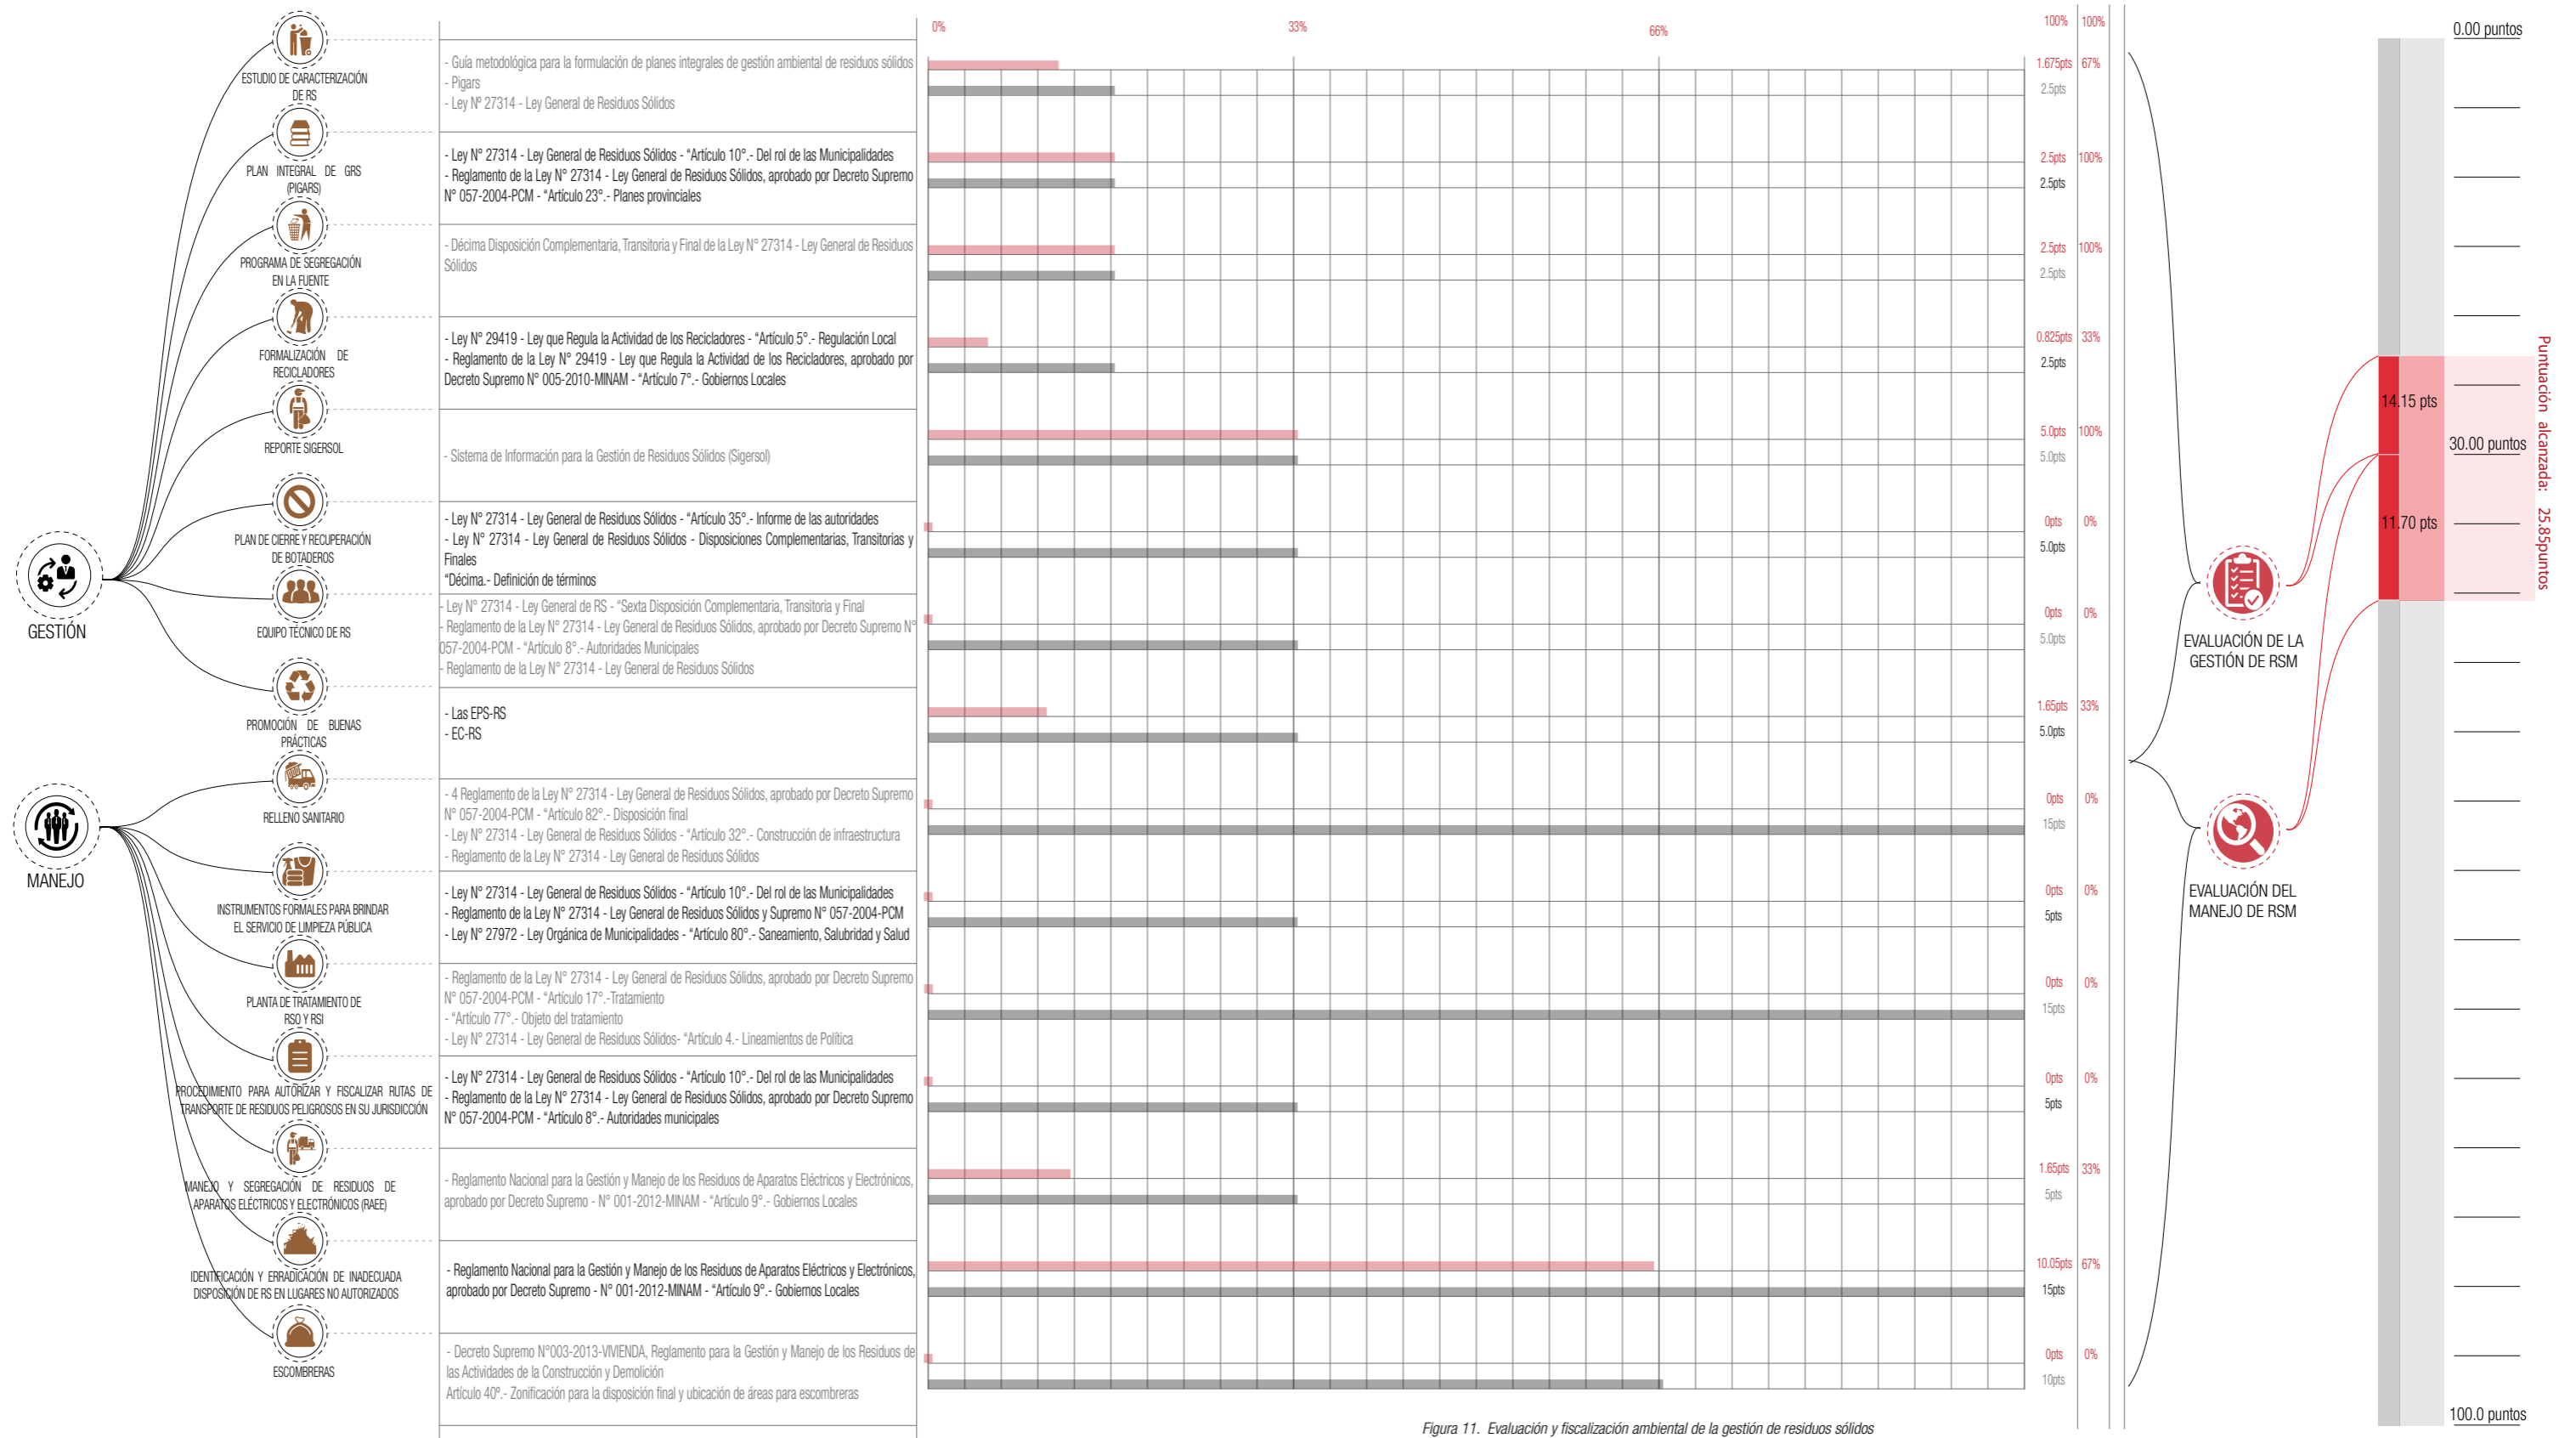 0%
33%
66%
100%
100%
GESTIÓN
ESTUDIO DE CARACTERIZACIÓN
DE RS
- Guía metodológica para la formulación de planes integrales de gestión ambiental de residuos sólidos
- Pigars
- Ley Nº 27314 - Ley General de Residuos Sólidos
1.675pts
67%
2.5pts
PLAN INTEGRAL DE GRS
(PIGARS)
- Ley N° 27314 - Ley General de Residuos Sólidos - “Artículo 10°.- Del rol de las Municipalidades
- Reglamento de la Ley N° 27314 - Ley General de Residuos Sólidos, aprobado por Decreto Supremo
N° 057-2004-PCM - “Artículo 23°.- Planes provinciales
2.5pts
100%
2.5pts
PROGRAMA DE SEGREGACIÓN
EN LA FUENTE
- Décima Disposición Complementaria, Transitoria y Final de la Ley N° 27314 - Ley General de Residuos
Sólidos
2.5pts
100%
2.5pts
FORMALIZACIÓN DE
RECICLADORES
- Ley N° 29419 - Ley que Regula la Actividad de los Recicladores - “Artículo 5°.- Regulación Local
- Reglamento de la Ley N° 29419 - Ley que Regula la Actividad de los Recicladores, aprobado por
Decreto Supremo N° 005-2010-MINAM - “Artículo 7°.- Gobiernos Locales
0.825pts
33%
2.5pts
REPORTE SIGERSOL
- Sistema de Información para la Gestión de Residuos Sólidos (Sigersol)
5.0pts
100%
5.0pts
PLAN DE CIERRE Y RECUPERACIÓN
DE BOTADEROS
- Ley N° 27314 - Ley General de Residuos Sólidos - “Artículo 35°.- Informe de las autoridades
- Ley N° 27314 - Ley General de Residuos Sólidos - Disposiciones Complementarias, Transitorias y
Finales
“Décima.- Definición de términos
0pts
0%
5.0pts
EQUIPO TÉCNICO DE RS
- Ley N° 27314 - Ley General de RS - “Sexta Disposición Complementaria, Transitoria y Final
- Reglamento de la Ley N° 27314 - Ley General de Residuos Sólidos, aprobado por Decreto Supremo N°
057-2004-PCM - “Artículo 8°.- Autoridades Municipales
- Reglamento de la Ley N° 27314 - Ley General de Residuos Sólidos
0pts
0%
5.0pts
PROMOCIÓN DE BUENAS
PRÁCTICAS
- Las EPS-RS
- EC-RS
1.65pts
33%
5.0pts
MANEJO
RELLENO SANITARIO
- 4 Reglamento de la Ley N° 27314 - Ley General de Residuos Sólidos, aprobado por Decreto Supremo
N° 057-2004-PCM - “Artículo 82°.- Disposición final
- Ley N° 27314 - Ley General de Residuos Sólidos - “Artículo 32°.- Construcción de infraestructura
- Reglamento de la Ley N° 27314 - Ley General de Residuos Sólidos
0pts
0%
15pts
INSTRUMENTOS FORMALES PARA BRINDAR
EL SERVICIO DE LIMPIEZA PÚBLICA
- Ley N° 27314 - Ley General de Residuos Sólidos - “Artículo 10°.- Del rol de las Municipalidades
- Reglamento de la Ley N° 27314 - Ley General de Residuos Sólidos y Supremo N° 057-2004-PCM
- Ley N° 27972 - Ley Orgánica de Municipalidades - “Artículo 80°.- Saneamiento, Salubridad y Salud
0pts
0%
5pts
PLANTA DE TRATAMIENTO DE
RSO Y RSI
- Reglamento de la Ley N° 27314 - Ley General de Residuos Sólidos, aprobado por Decreto Supremo
N° 057-2004-PCM - “Artículo 17°.-Tratamiento
- “Artículo 77°.- Objeto del tratamiento
- Ley N° 27314 - Ley General de Residuos Sólidos- “Artículo 4.- Lineamientos de Política
0pts
0%
15pts
PROCEDIMIENTO PARA AUTORIZAR Y FISCALIZAR RUTAS DE
TRANSPORTE DE RESIDUOS PELIGROSOS EN SU JURISDICCIÓN
- Ley N° 27314 - Ley General de Residuos Sólidos - “Artículo 10°.- Del rol de las Municipalidades
- Reglamento de la Ley N° 27314 - Ley General de Residuos Sólidos, aprobado por Decreto Supremo
N° 057-2004-PCM - “Artículo 8°.- Autoridades municipales
0pts
0%
5pts
MANEJO Y SEGREGACIÓN DE RESIDUOS DE
APARATOS ELÉCTRICOS Y ELECTRÓNICOS (RAEE)
- Reglamento Nacional para la Gestión y Manejo de los Residuos de Aparatos Eléctricos y Electrónicos,
aprobado por Decreto Supremo - N° 001-2012-MINAM - “Artículo 9°.- Gobiernos Locales
1.65pts
33%
5pts
IDENTIFICACIÓN Y ERRADICACIÓN DE INADECUADA
DISPOSICIÓN DE RS EN LUGARES NO AUTORIZADOS
- Reglamento Nacional para la Gestión y Manejo de los Residuos de Aparatos Eléctricos y Electrónicos,
aprobado por Decreto Supremo - N° 001-2012-MINAM - “Artículo 9°.- Gobiernos Locales
10.05pts
67%
15pts
ESCOMBRERAS
- Decreto Supremo N°003-2013-VIVIENDA, Reglamento para la Gestión y Manejo de los Residuos de
las Actividades de la Construcción y Demolición
Artículo 40º.- Zonificación para la disposición final y ubicación de áreas para escombreras
0pts
0%
10pts
EVALUACIÓN DE LA
GESTIÓN DE RSM
EVALUACIÓN DEL
MANEJO DE RSM
0.00 puntos
14.15 pts
30.00 puntos
11.70 pts
Puntuación alcanzada: 25.85puntos
100.0 puntos
Figura 11. Evaluación y fiscalización ambiental de la gestión de residuos sólidos